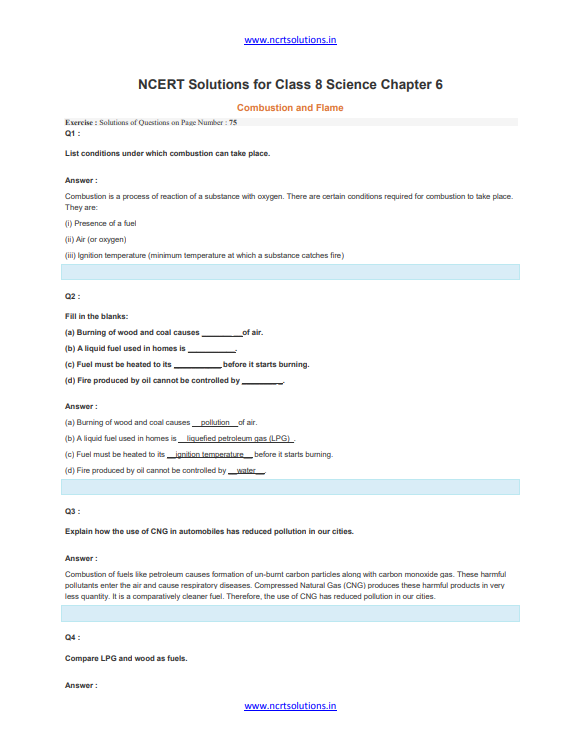 www.ncrtsolutions.in
NCERT Solutions for Class 8 Science Chapter 6
Combustion and Flame
Exercise : Solutions of Questions on Page Number : 75
Q1 :
List conditions under which combustion can take place.
Answer :
Combustion is a process of reaction of a substance with oxygen. There are certain conditions required for combustion to take place.
They are:
(i) Presence of a fuel
(ii) Air (or oxygen)
(iii) Ignition temperature (minimum temperature at which a substance catches fire)
Q2 :
Fill in the blanks:
(a) Burning of wood and coal causes _________ of air.
(b) A liquid fuel used in homes is __________.
(c) Fuel must be heated to its __________ before it starts burning.
(d) Fire produced by oil cannot be controlled by _________.
Answer :
(a) Burning of wood and coal causes __pollution__of air.
(b) A liquid fuel used in homes is __liquefied petroleum gas (LPG)_.
(c) Fuel must be heated to its __ignition temperature__ before it starts burning.
(d) Fire produced by oil cannot be controlled by __water__.
Q3 :
Explain how the use of CNG in automobiles has reduced pollution in our cities.
Answer :
Combustion of fuels like petroleum causes formation of un-burnt carbon particles along with carbon monoxide gas. These harmful
pollutants enter the air and cause respiratory diseases. Compressed Natural Gas (CNG) produces these harmful products in very
less quantity. It is a comparatively cleaner fuel. Therefore, the use of CNG has reduced pollution in our cities.
Q4 :
Compare LPG and wood as fuels.
Answer :
www.ncrtsolutions.in